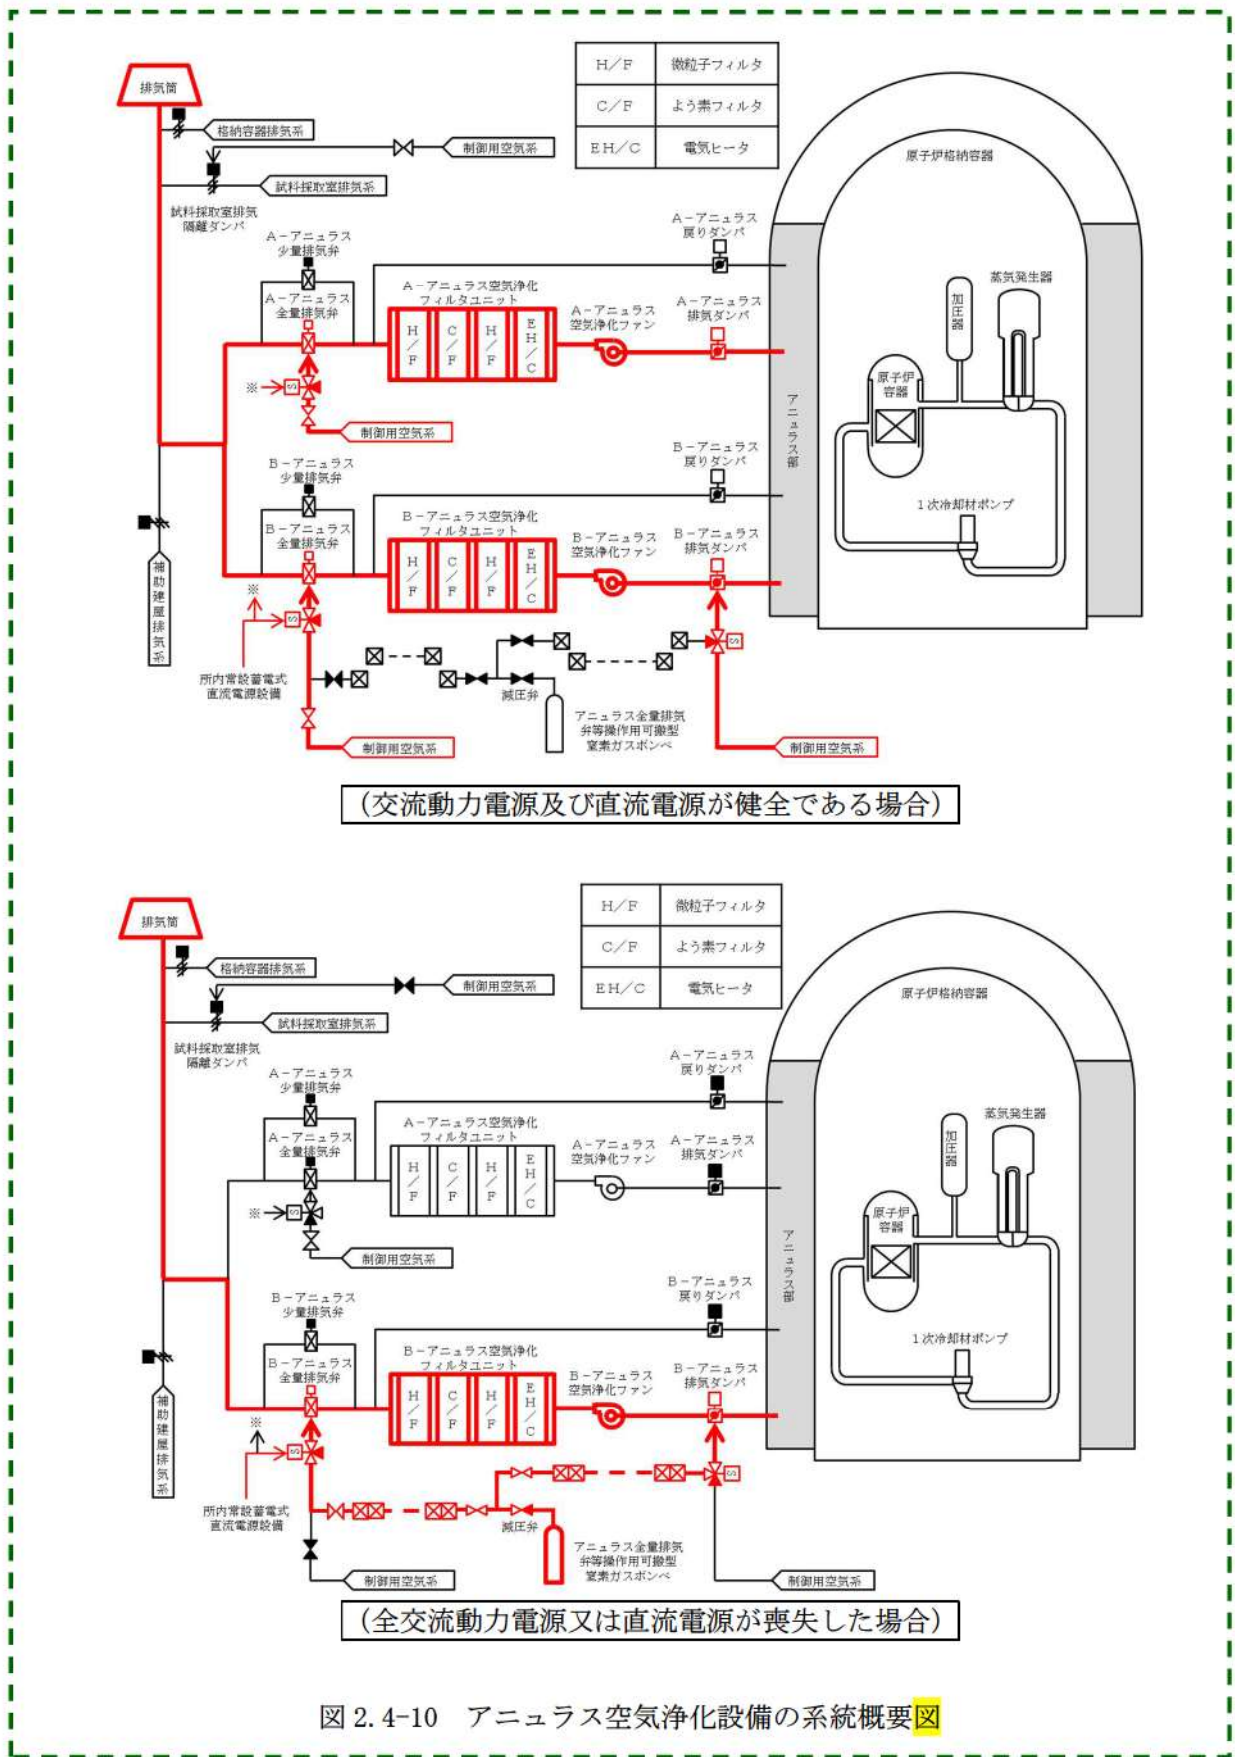 排気筒
格納容器排気系
制御用空気系
試料採取室排気系
試料採取室排気
隔離ダンパ
H/F 微粒子フィルタ
C/F よう素フィルタ
EH/C 電気ヒータ
原子炉格納容器
A-アニュラス
戻りダンパ
A-アニュラス
少量排気弁
A-アニュラス
全量排気弁
A-アニュラス空気浄化
フィルタユニット
H/F
C/F
H/F
EH/C
A-アニュラス
空気浄化ファン
A-アニュラス
排気ダンパ
加圧器
蒸気発生器
原子炉
容器
※
S
制御用空気系
アニュラス部
B-アニュラス
戻りダンパ
B-アニュラス
少量排気弁
B-アニュラス
全量排気弁
B-アニュラス空気浄化
フィルタユニット
H/F
C/F
H/F
EH/C
B-アニュラス
空気浄化ファン
B-アニュラス
排気ダンパ
1次冷却材ポンプ
補助建屋排気系
※
S
S
所内常設蓄電式
直流電源設備
減圧弁
アニュラス全量排気
弁等操作用可搬型
窒素ガスボンベ
制御用空気系
制御用空気系
(交流動力電源及び直流電源が健全である場合)
排気筒
格納容器排気系
制御用空気系
試料採取室排気系
試料採取室排気
隔離ダンパ
H/F 微粒子フィルタ
C/F よう素フィルタ
EH/C 電気ヒータ
原子炉格納容器
A-アニュラス
戻りダンパ
A-アニュラス
少量排気弁
A-アニュラス
全量排気弁
A-アニュラス空気浄化
フィルタユニット
H/F
C/F
H/F
EH/C
A-アニュラス
空気浄化ファン
A-アニュラス
排気ダンパ
加圧器
蒸気発生器
原子炉
容器
※
S
制御用空気系
アニュラス部
B-アニュラス
戻りダンパ
B-アニュラス
少量排気弁
B-アニュラス
全量排気弁
B-アニュラス空気浄化
フィルタユニット
H/F
C/F
H/F
EH/C
B-アニュラス
空気浄化ファン
B-アニュラス
排気ダンパ
1次冷却材ポンプ
補助建屋排気系
※
S
S
所内常設蓄電式
直流電源設備
減圧弁
アニュラス全量排気
弁等操作用可搬型
窒素ガスボンベ
制御用空気系
制御用空気系
(全交流動力電源又は直流電源が喪失した場合)
図 2.4-10 アニュラス空気浄化設備の系統概要図